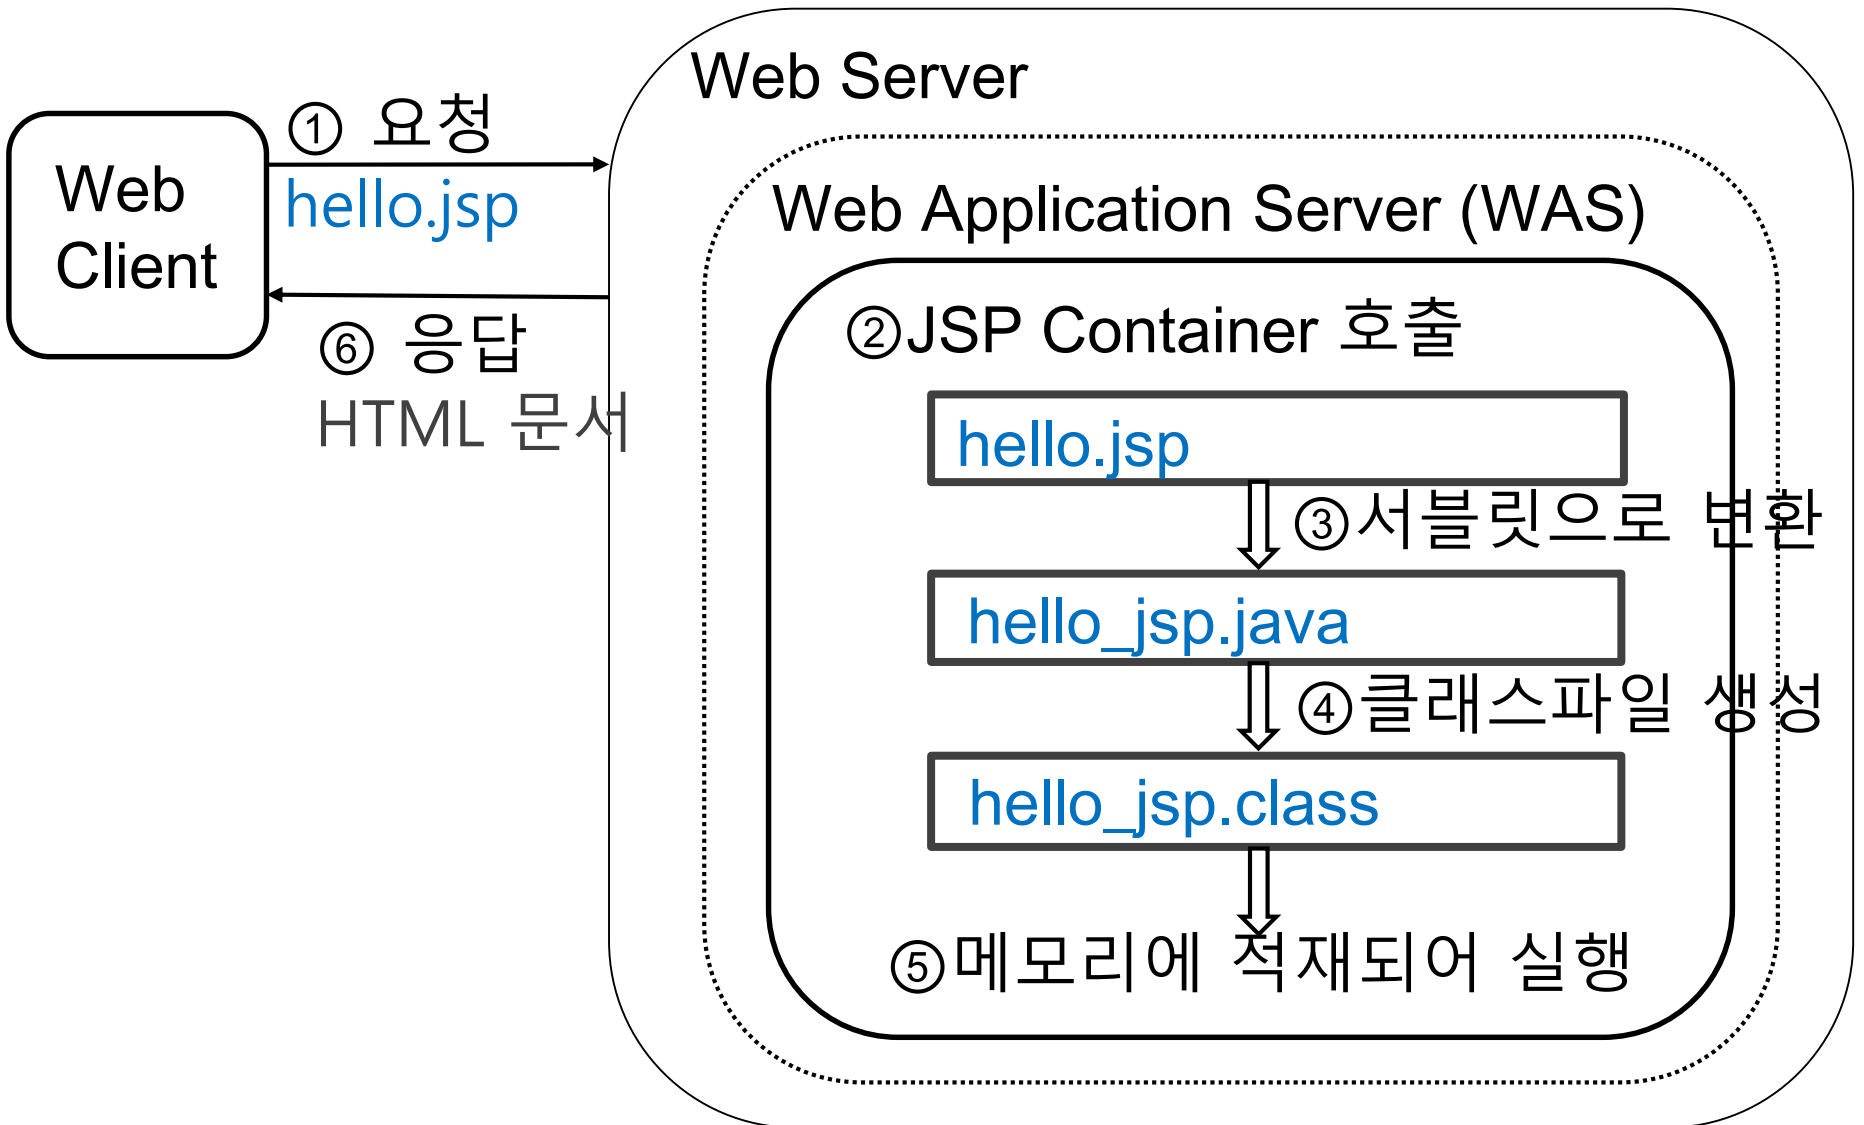 Web Server
① 요청
Web
Client
hello.jsp
Web Application Server (WAS)
②JSP Container 호출
⑥ 응답
HTML 문서
hello.jsp
③서블릿으로 변환
hello_jsp.java
④클래스파일 생성
hello_jsp.class
⑤메모리에 적재되어 실행